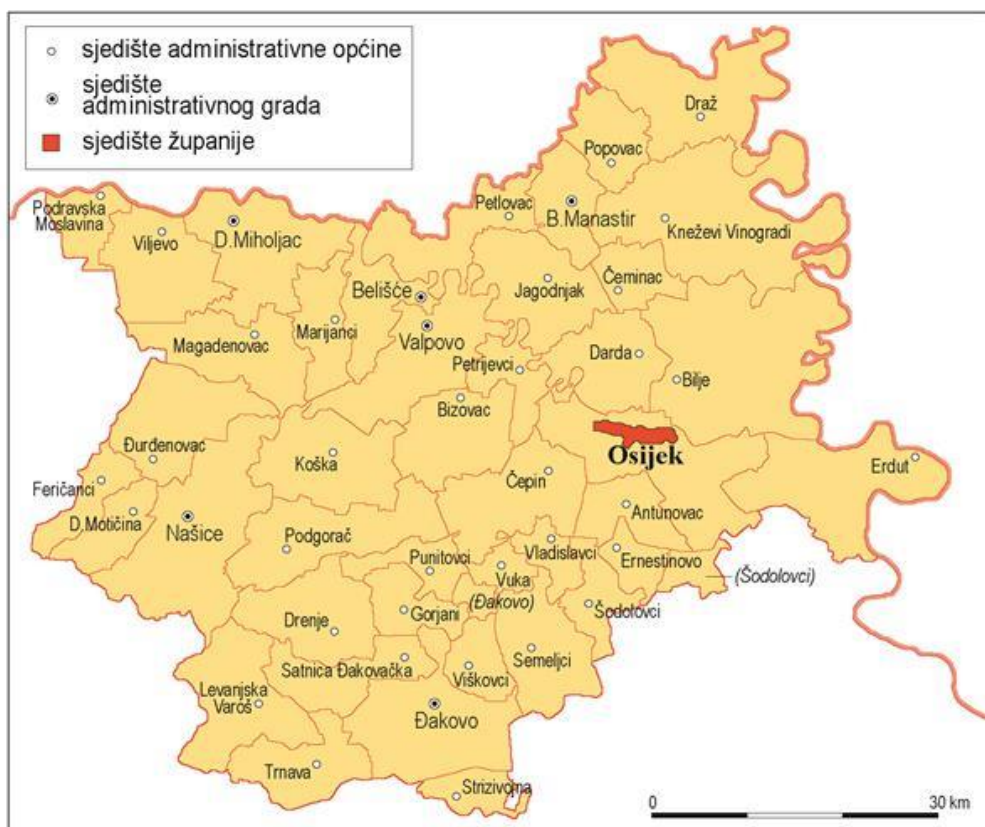 sjedište administrativne općine
sjedište
administrativnog grada
sjedište županije
Draž
Popovac
Podravska
Moslavina
Petlovac
B.Manastir
Kneževi Vinogradi
Viljevo
D.Miholjac
Belišće
Jagodnjak
Čeminac
Marijanci
Magadenovac
Valpovo
Petrijevci
Darda
Bilje
Bizovac
Đurđenovac
Koška
Osijek
Erdut
Feričanci
Čepin
D.Motičina
Našice
Antunovac
Podgorač
Punitovci
Vladislavci
Ernestinovo
Vuka
(Šodolovci)
(Đakovo)
Drenje
Gorjani
Šodolovci
Satnica Đakovačka
Semeljci
Viškovci
Levanjska
Varoš
Đakovo
Trnava
Strizivojna
0 30 km